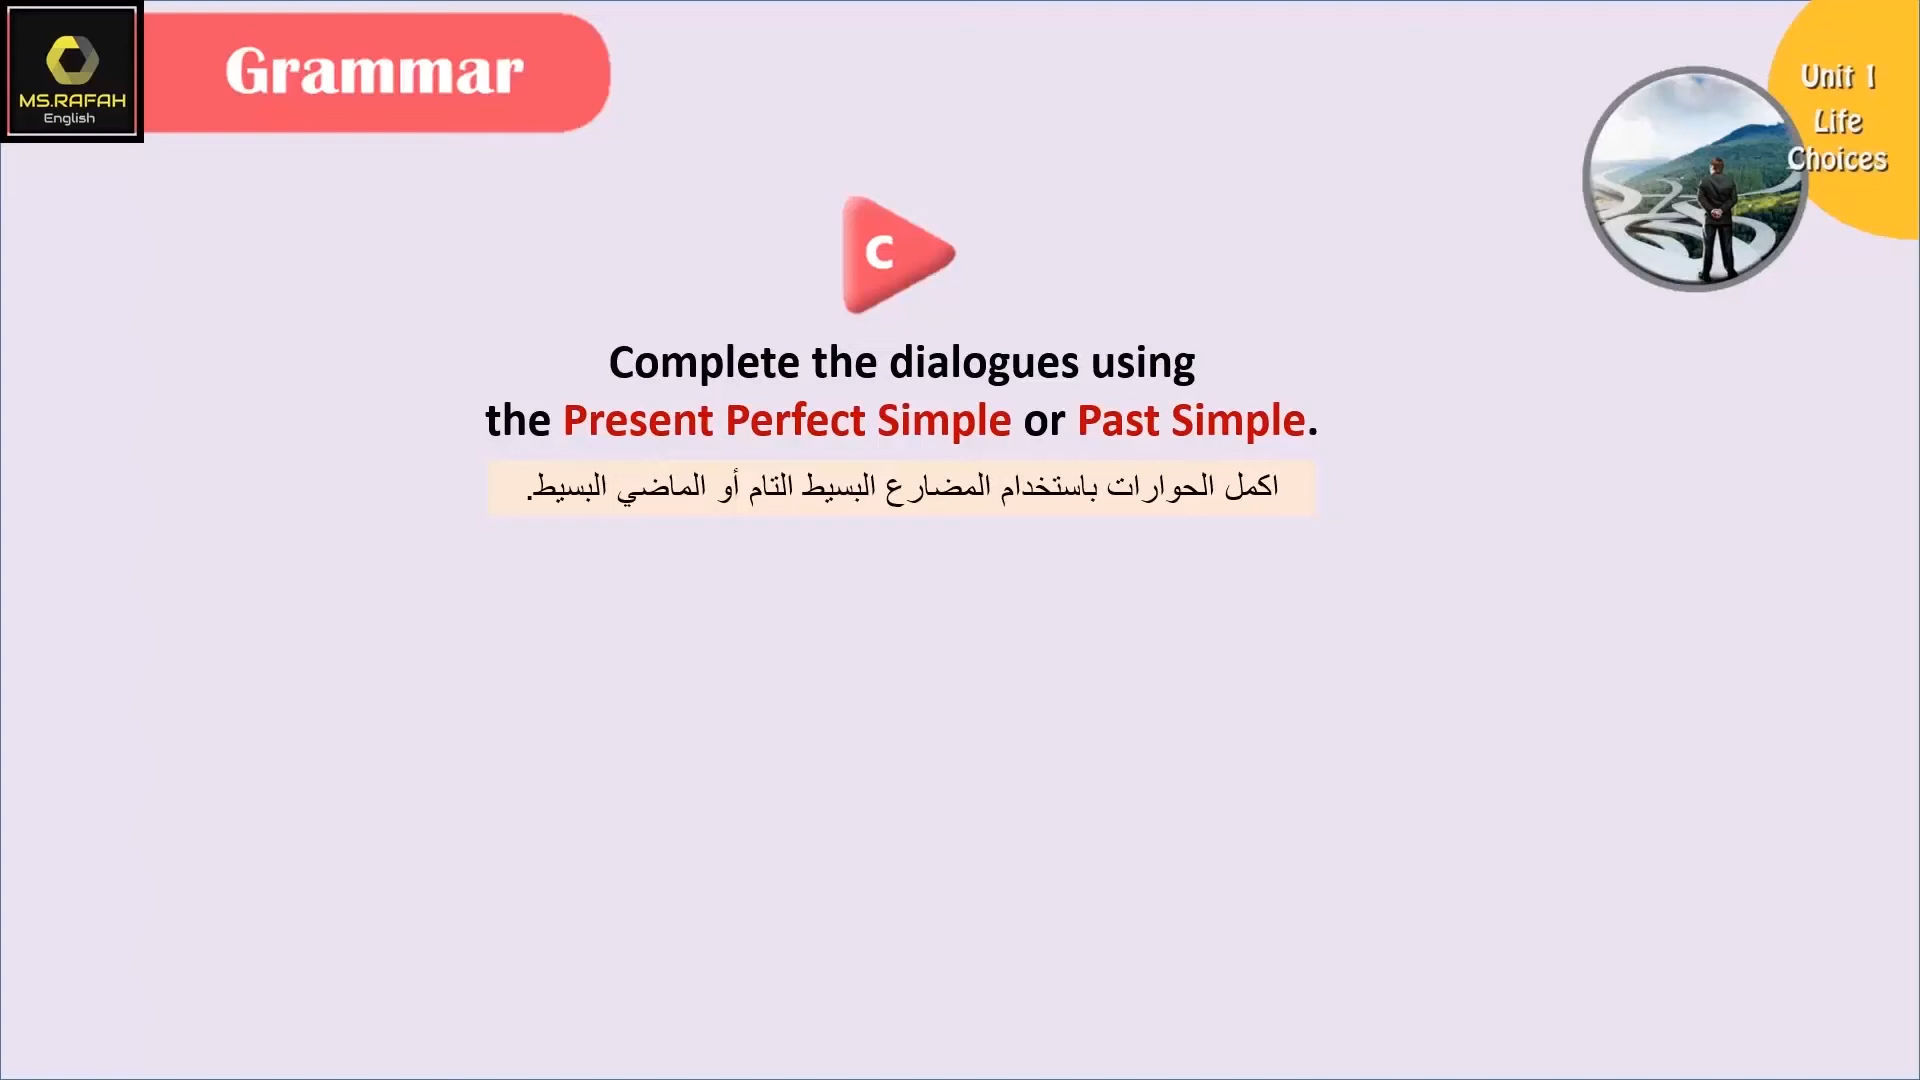 MS.RAFAH
English
Grammar
Unit 1
Life
Choices
C
Complete the dialogues using
the Present Perfect Simple or Past Simple.
اكمل الحوارات باستخدام المضارع البسيط التام أو الماضي البسيط.